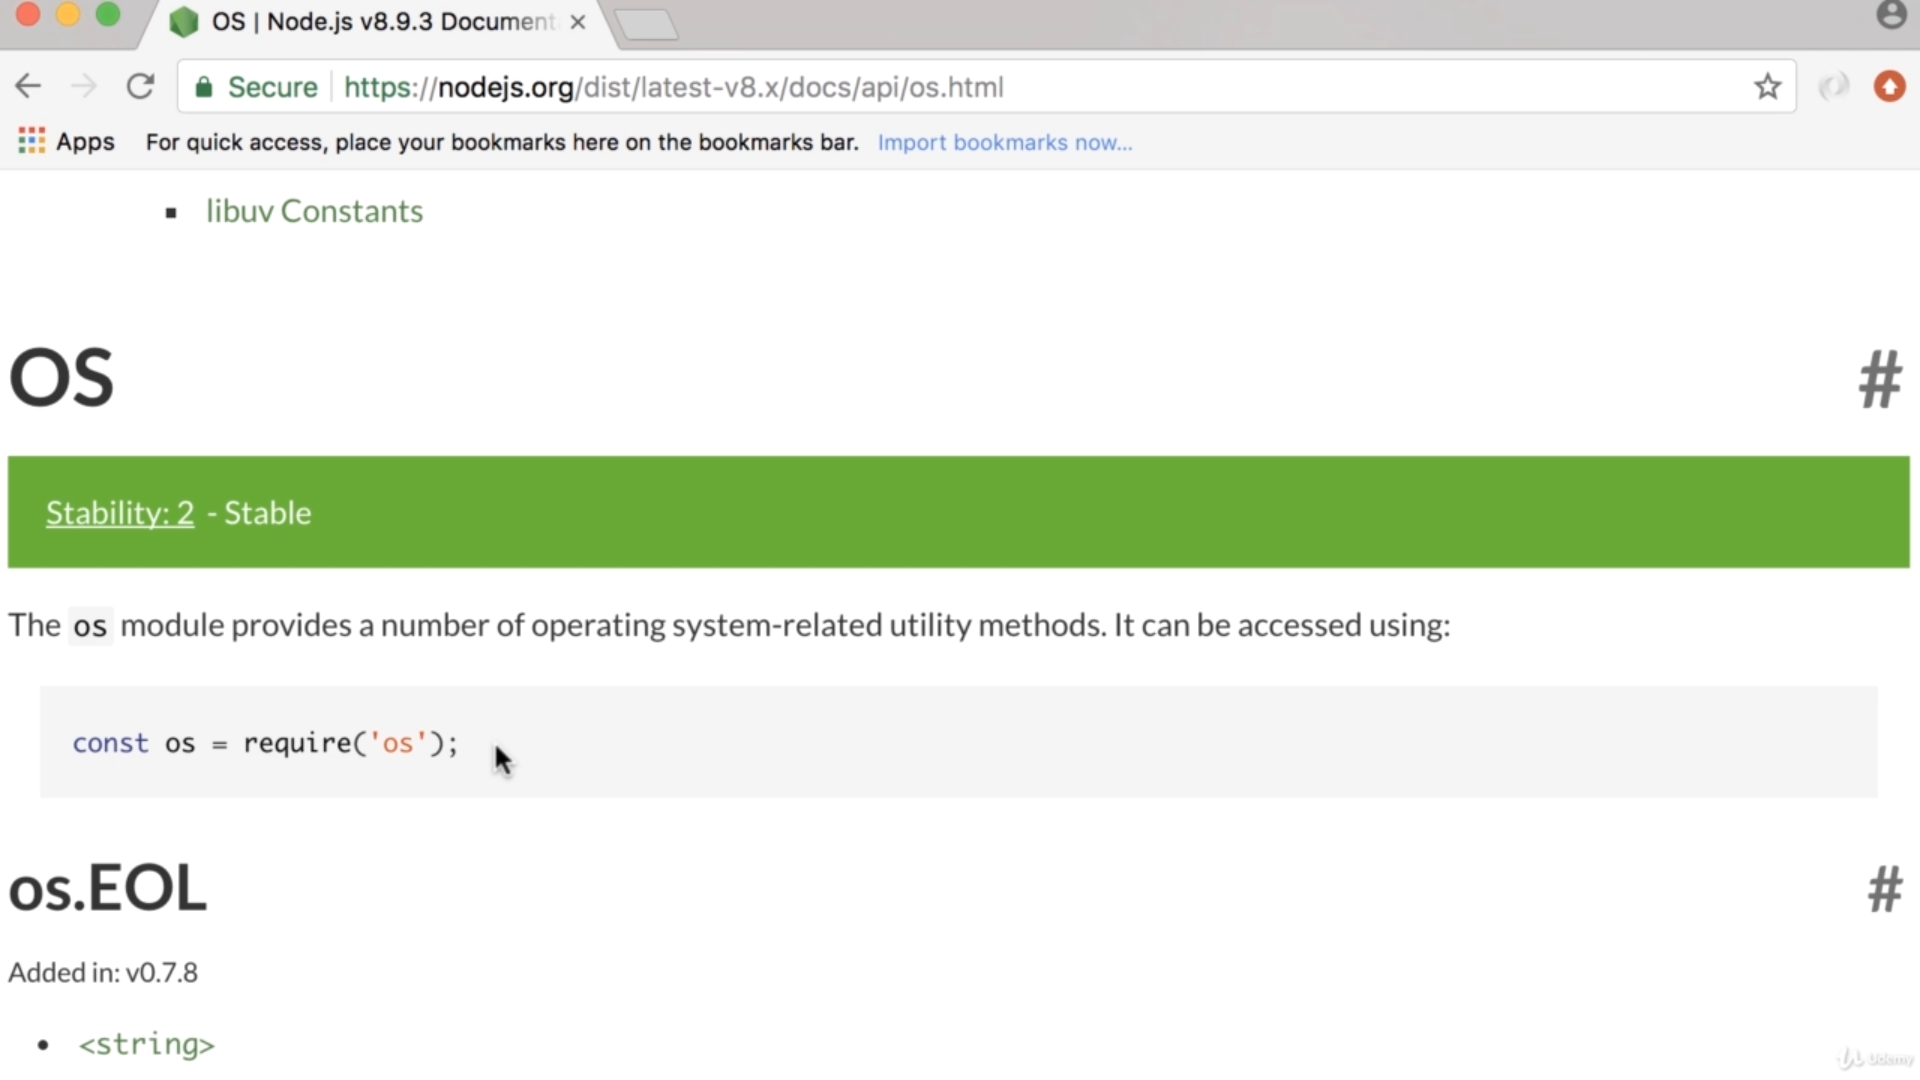 OS | Node.js v8.9.3 Document
Secure https://nodejs.org/dist/latest-v8.x/docs/api/os.html
Apps For quick access, place your bookmarks here on the bookmarks bar. Import bookmarks now...
libuv Constants
OS #
Stability: 2 - Stable
The os module provides a number of operating system-related utility methods. It can be accessed using:
const os = require('os');
os.EOL #
Added in: v0.7.8
<string>
Udemy